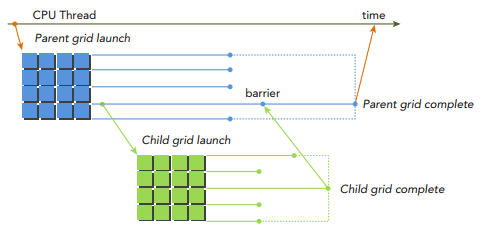 CPU Thread
time
Parent grid launch
barrier
Parent grid complete
Child grid launch
Child grid complete